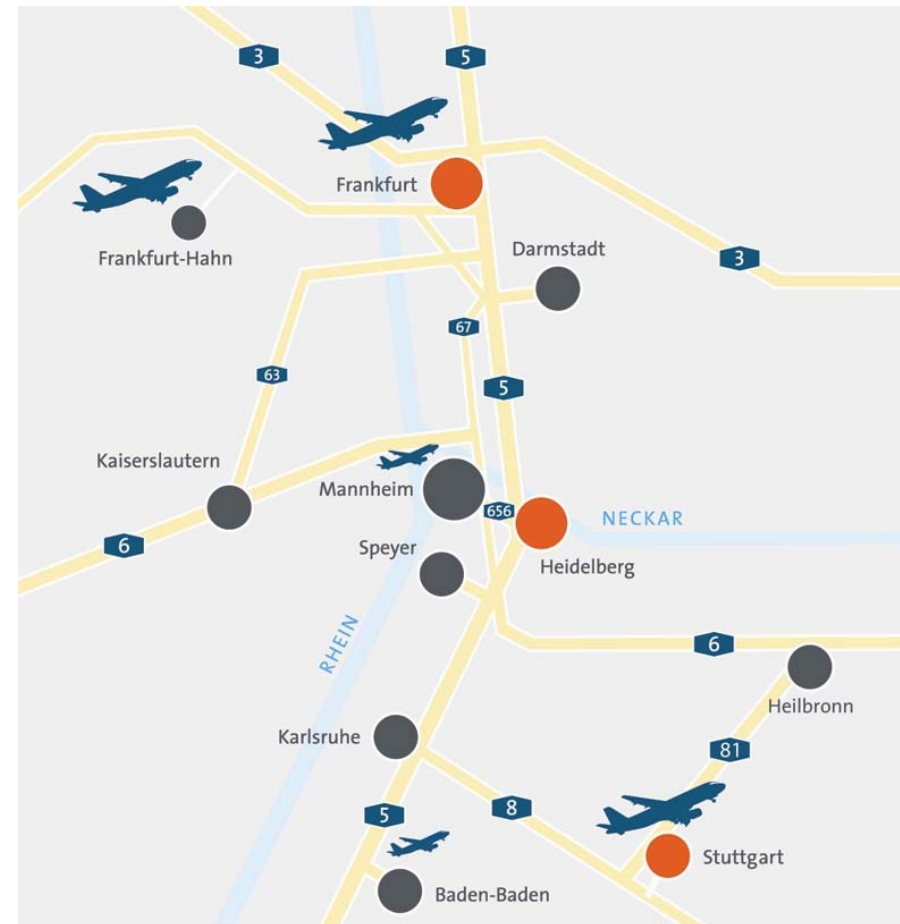 3
5
Frankfurt
Frankfurt-Hahn
Darmstadt
3
67
63
5
Kaiserslautern
Mannheim
656
NECKAR
6
Speyer
Heidelberg
RHEIN
6
Heilbronn
Karlsruhe
81
5
8
Stuttgart
Baden-Baden